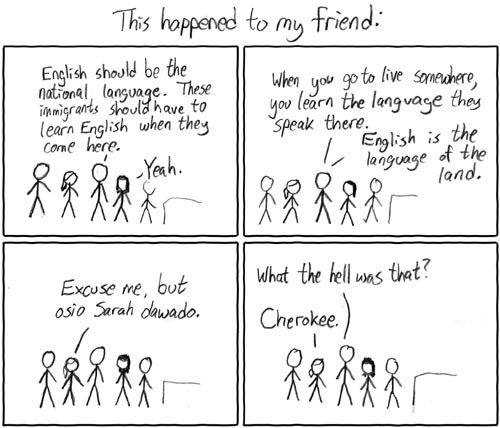 This happened to my friend:
English should be the
national language. These
immigrants should have to
learn English when they
come here.
Yeah.
When you go to live somewhere,
you learn the language they
speak there.
English is the
language of the
land.
Excuse me, but
osio Sarah dawado.
What the hell was that?
Cherokee.